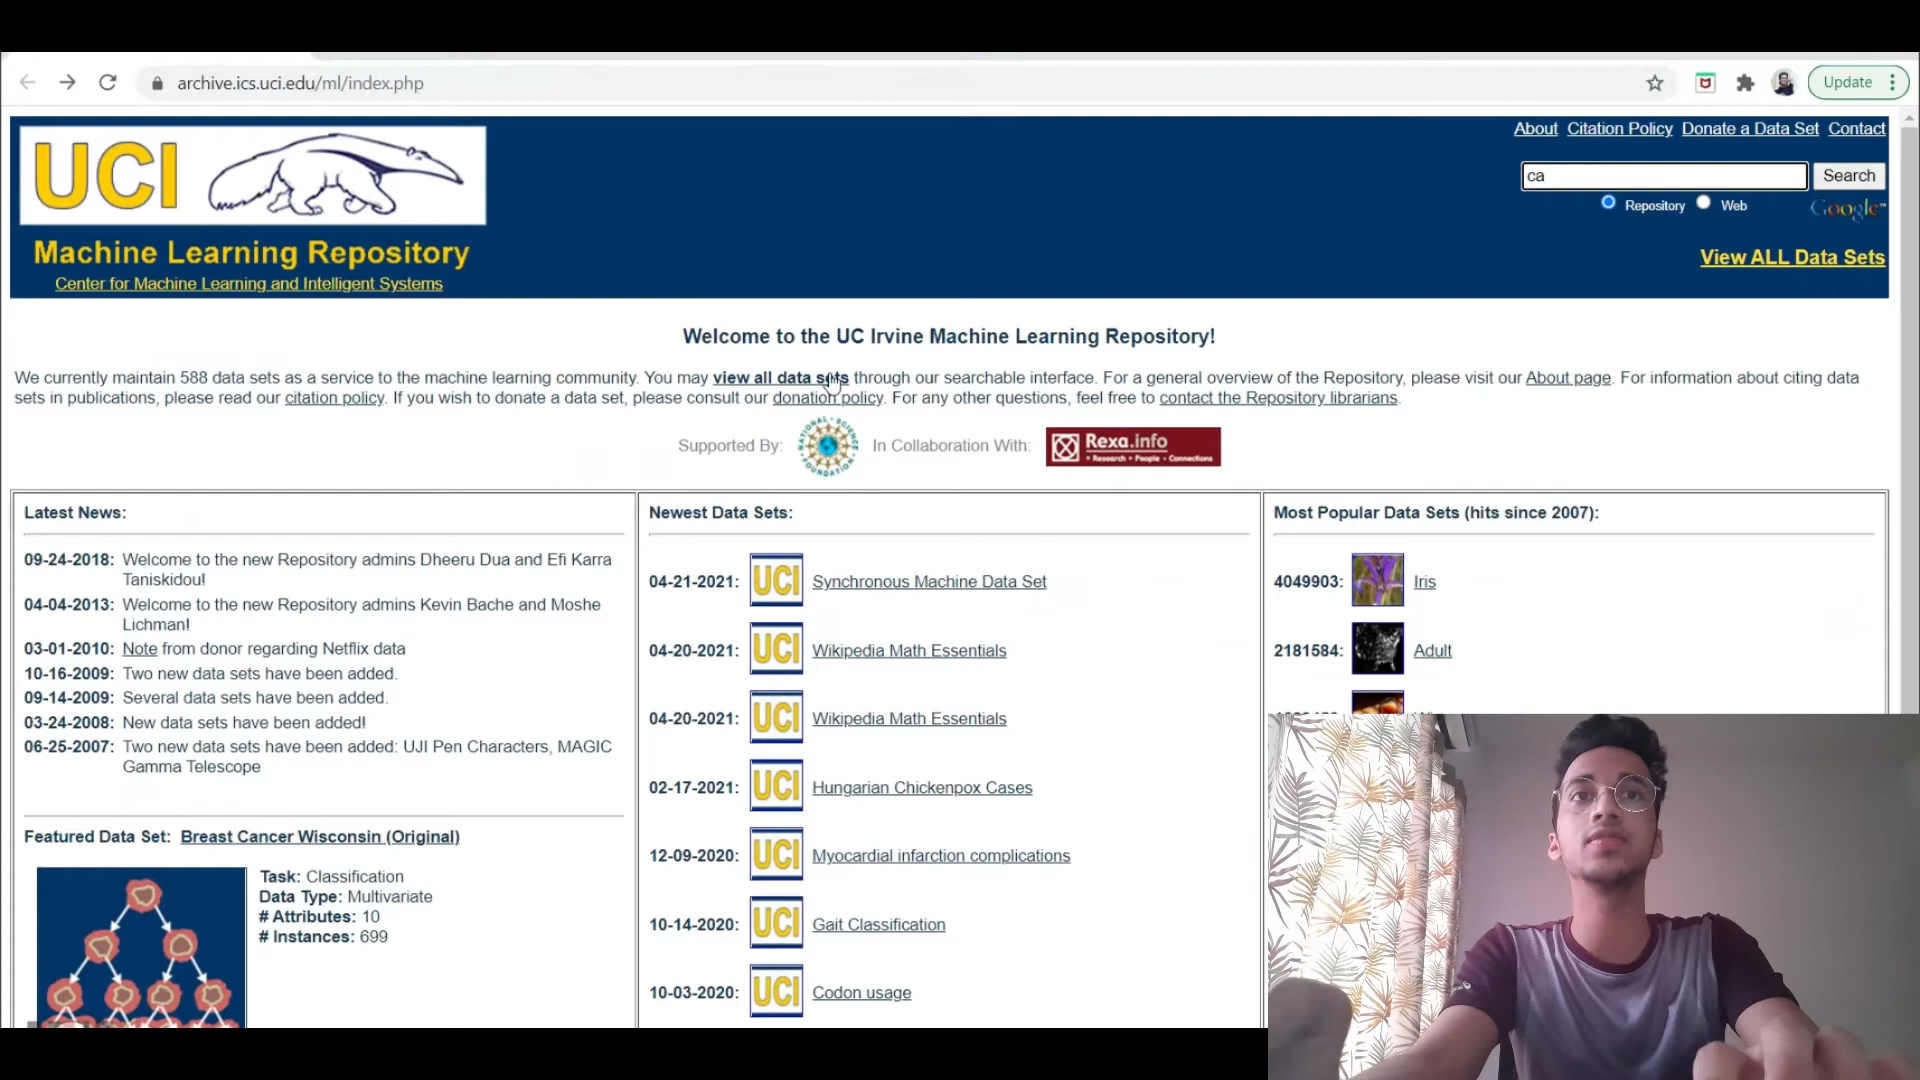 archive.ics.uci.edu/ml/index.php
Update
About Citation Policy Donate a Data Set Contact
UCI
ca
Search
Repository Web
Google™
Machine Learning Repository
Center for Machine Learning and Intelligent Systems
View ALL Data Sets
Welcome to the UC Irvine Machine Learning Repository!
We currently maintain 588 data sets as a service to the machine learning community. You may view all data sets through our searchable interface. For a general overview of the Repository, please visit our About page. For information about citing data
sets in publications, please read our citation policy. If you wish to donate a data set, please consult our donation policy. For any other questions, feel free to contact the Repository librarians.
Supported By:
NATIONAL SCIENCE FOUNDATION
In Collaboration With:
Rexa.info
Research • People • Connections
Latest News:
09-24-2018: Welcome to the new Repository admins Dheeru Dua and Efi Karra
Taniskidou!
04-04-2013: Welcome to the new Repository admins Kevin Bache and Moshe
Lichman!
03-01-2010: Note from donor regarding Netflix data
10-16-2009: Two new data sets have been added.
09-14-2009: Several data sets have been added.
03-24-2008: New data sets have been added!
06-25-2007: Two new data sets have been added: UJI Pen Characters, MAGIC
Gamma Telescope
Featured Data Set: Breast Cancer Wisconsin (Original)
Task: Classification
Data Type: Multivariate
# Attributes: 10
# Instances: 699
Newest Data Sets:
04-21-2021: UCI Synchronous Machine Data Set
04-20-2021: UCI Wikipedia Math Essentials
04-20-2021: UCI Wikipedia Math Essentials
02-17-2021: UCI Hungarian Chickenpox Cases
12-09-2020: UCI Myocardial infarction complications
10-14-2020: UCI Gait Classification
10-03-2020: UCI Codon usage
Most Popular Data Sets (hits since 2007):
4049903: Iris
2181584: Adult